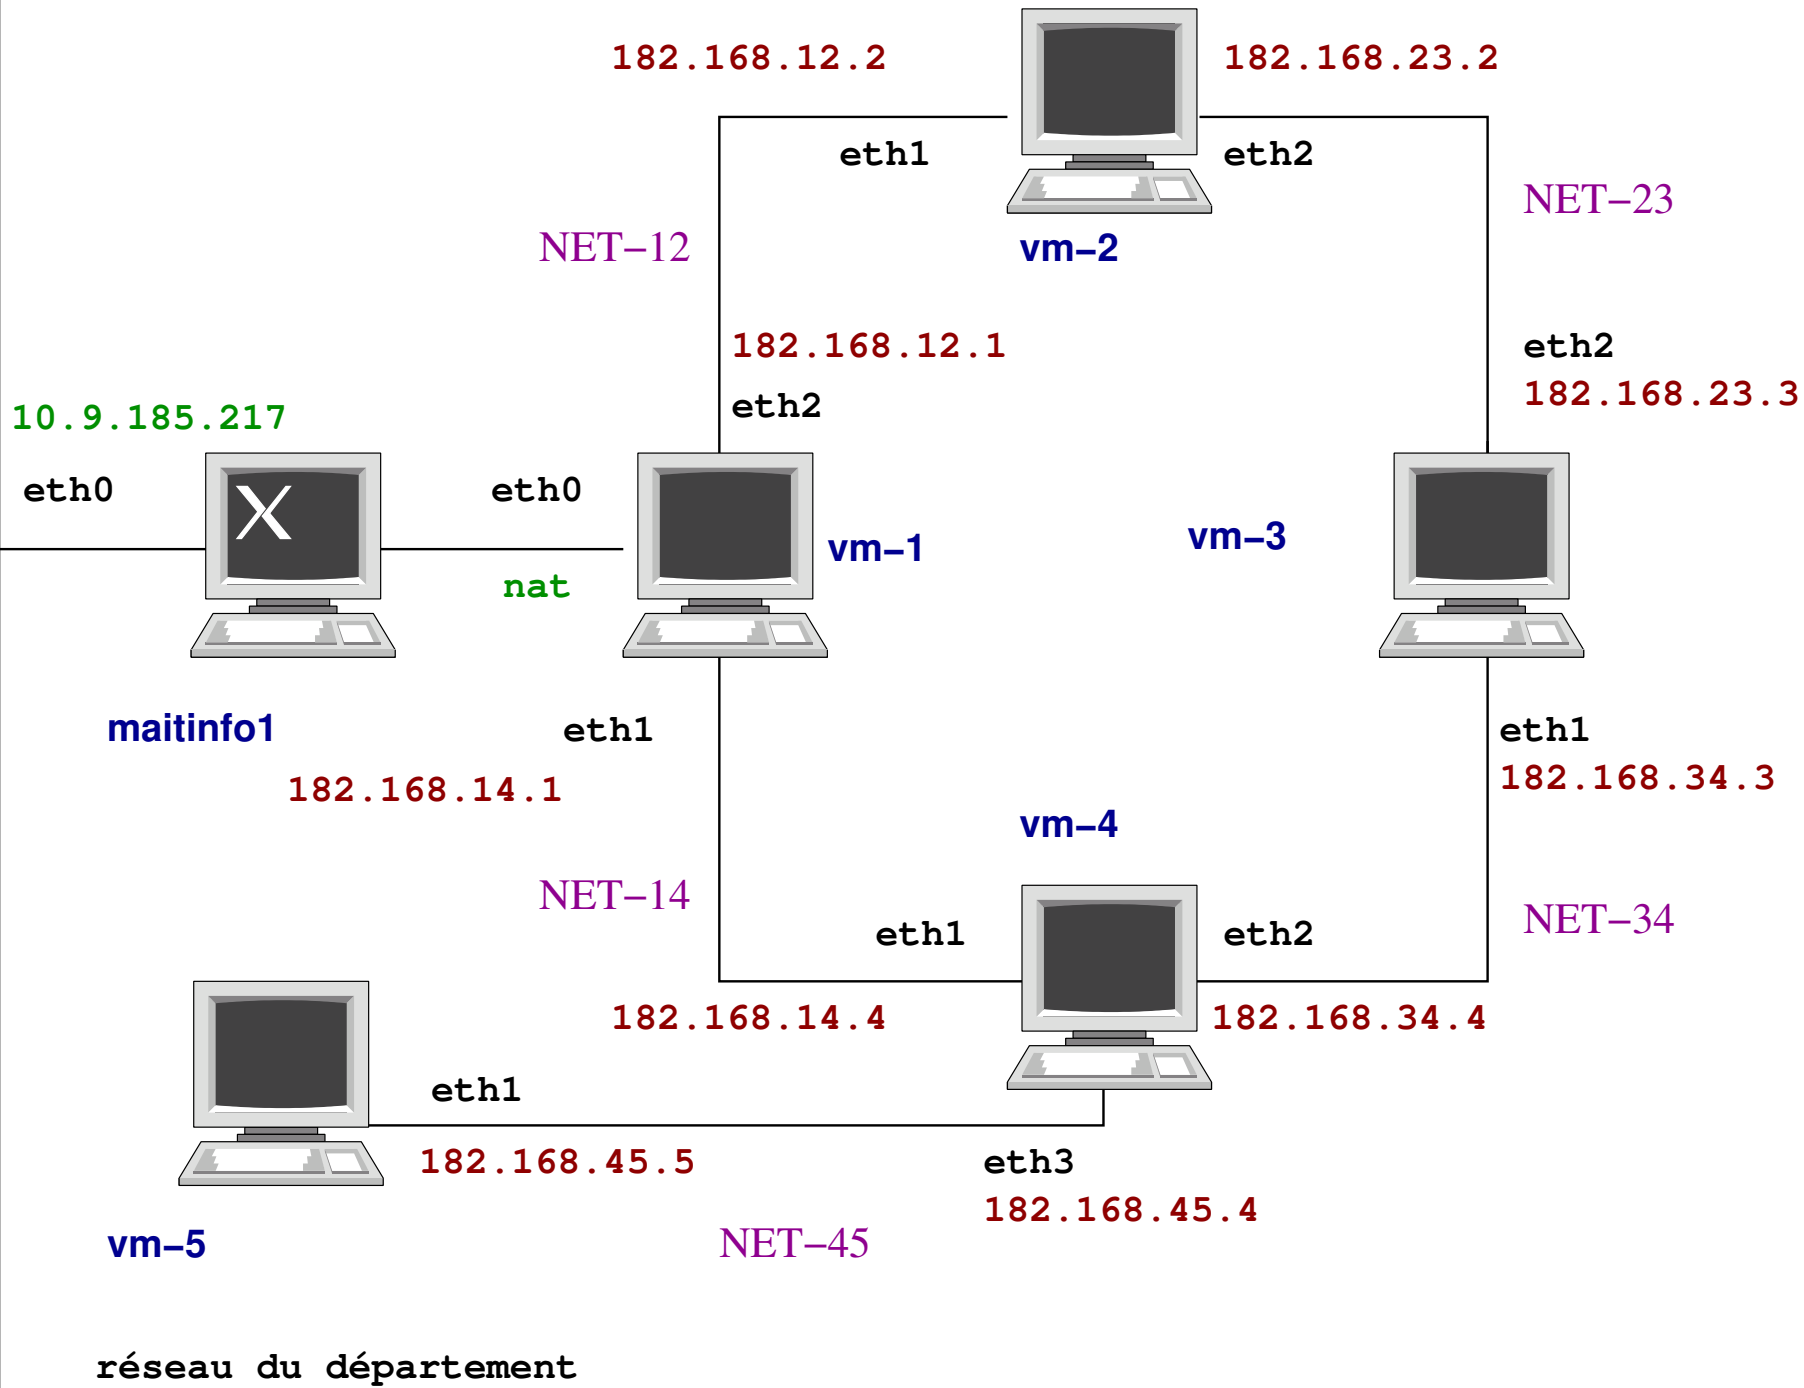 182.168.12.2
182.168.23.2
eth1
eth2
NET–23
NET–12
vm–2
182.168.12.1
eth2
182.168.23.3
eth2
10.9.185.217
eth0
eth0
vm–1
vm–3
nat
maitinfo1
eth1
eth1
182.168.34.3
182.168.14.1
vm–4
NET–14
NET–34
eth1
eth2
182.168.14.4
182.168.34.4
eth1
182.168.45.5
eth3
182.168.45.4
vm–5
NET–45
réseau du département